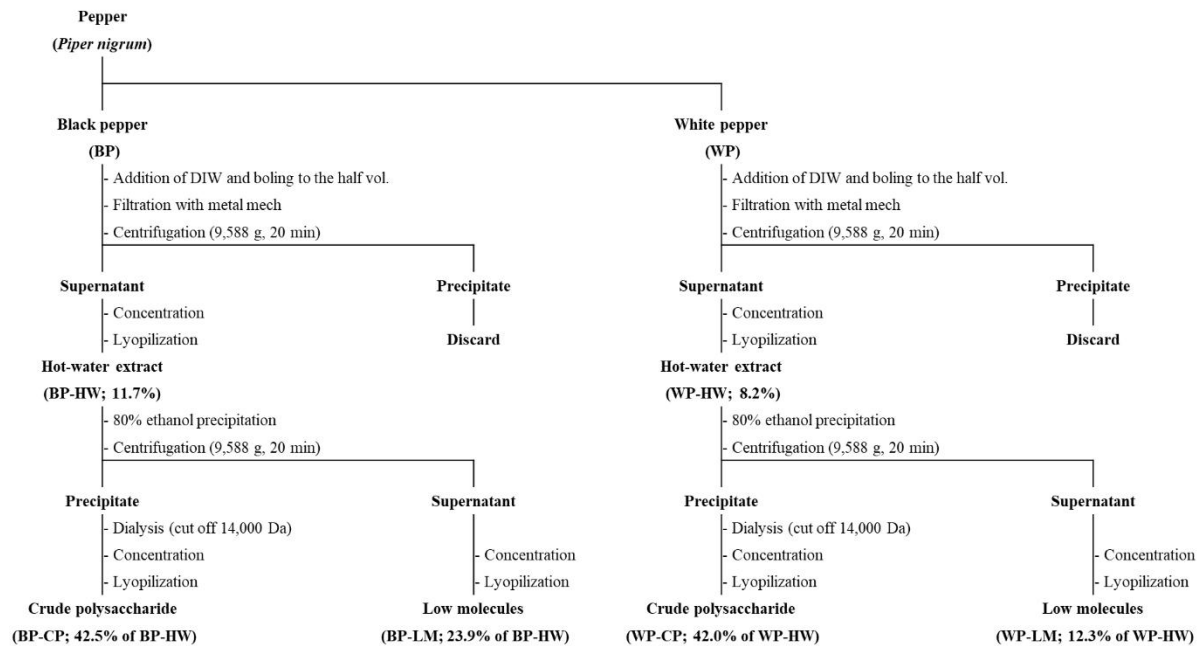 Pepper
(Piper nigrum)
Black pepper
(BP)
- Addition of DIW and boling to the half vol.
- Filtration with metal mech
- Centrifugation (9,588 g, 20 min)
Supernatant
- Concentration
- Lyopilization
Precipitate
Discard
Hot-water extract
(BP-HW; 11.7%)
- 80% ethanol precipitation
- Centrifugation (9,588 g, 20 min)
Precipitate
- Dialysis (cut off 14,000 Da)
- Concentration
- Lyopilization
Crude polysaccharide
(BP-CP; 42.5% of BP-HW)
Supernatant
- Concentration
- Lyopilization
Low molecules
(BP-LM; 23.9% of BP-HW)
White pepper
(WP)
- Addition of DIW and boling to the half vol.
- Filtration with metal mech
- Centrifugation (9,588 g, 20 min)
Supernatant
- Concentration
- Lyopilization
Precipitate
Discard
Hot-water extract
(WP-HW; 8.2%)
- 80% ethanol precipitation
- Centrifugation (9,588 g, 20 min)
Precipitate
- Dialysis (cut off 14,000 Da)
- Concentration
- Lyopilization
Crude polysaccharide
(WP-CP; 42.0% of WP-HW)
Supernatant
- Concentration
- Lyopilization
Low molecules
(WP-LM; 12.3% of WP-HW)